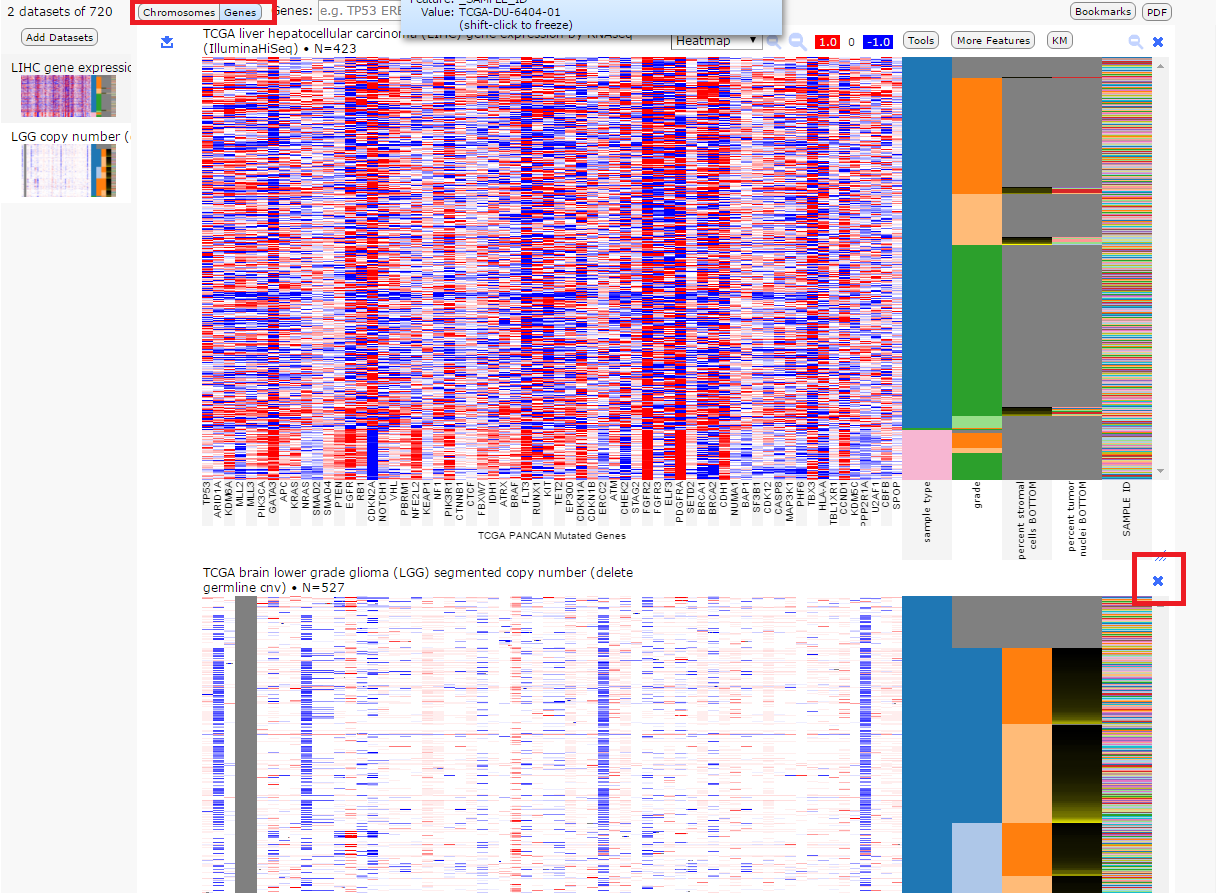 2 datasets of 720
Chromosomes Genes
Genes:
e.g. TP53
Feature: _SAMPLE_ID
Value: TCGA-DU-6404-01
(shift-click to freeze)
Bookmarks
PDF
Add Datasets
LIHC gene expressio
LGG copy number (
TCGA liver hepatocellular carcinoma (LIHC) gene expression by RNAseq
(IlluminaHiSeq) • N=423
Heatmap
1.0
0
-1.0
Tools
More Features
KM
TP53
ARID1A
KDM6A
MLL2
MLL3
PIK3CA
GATA3
APC
KRAS
NRAS
SMAD2
SMAD4
PTEN
EGFR
RB1
CDKN2A
NOTCH1
VHL
PBRM1
NFE2L2
KEAP1
NF1
PIK3R1
CTNNB1
CTCF
FBXW7
IDH1
ATRX
BRAF
FLT3
RUNX1
KIT
TET2
EP300
CDKN1A
CDKN1B
ERCC2
ATM
CHEK2
STAG2
FGFR2
FGFR3
ELF3
PDGFRA
SETD2
BRCA1
BRCA2
CDH1
NUMA1
BAP1
SF3B1
CDK12
CASP8
MAP3K1
PHF6
TBX3
HLA-A
TBL1XR1
CCND1
KDM5C
PPP2R1A
U2AF1
CBFB
SPOP
TCGA PANCAN Mutated Genes
sample type
grade
percent stromal
cells BOTTOM
percent tumor
nuclei BOTTOM
SAMPLE ID
TCGA brain lower grade glioma (LGG) segmented copy number (delete
germline cnv) • N=527